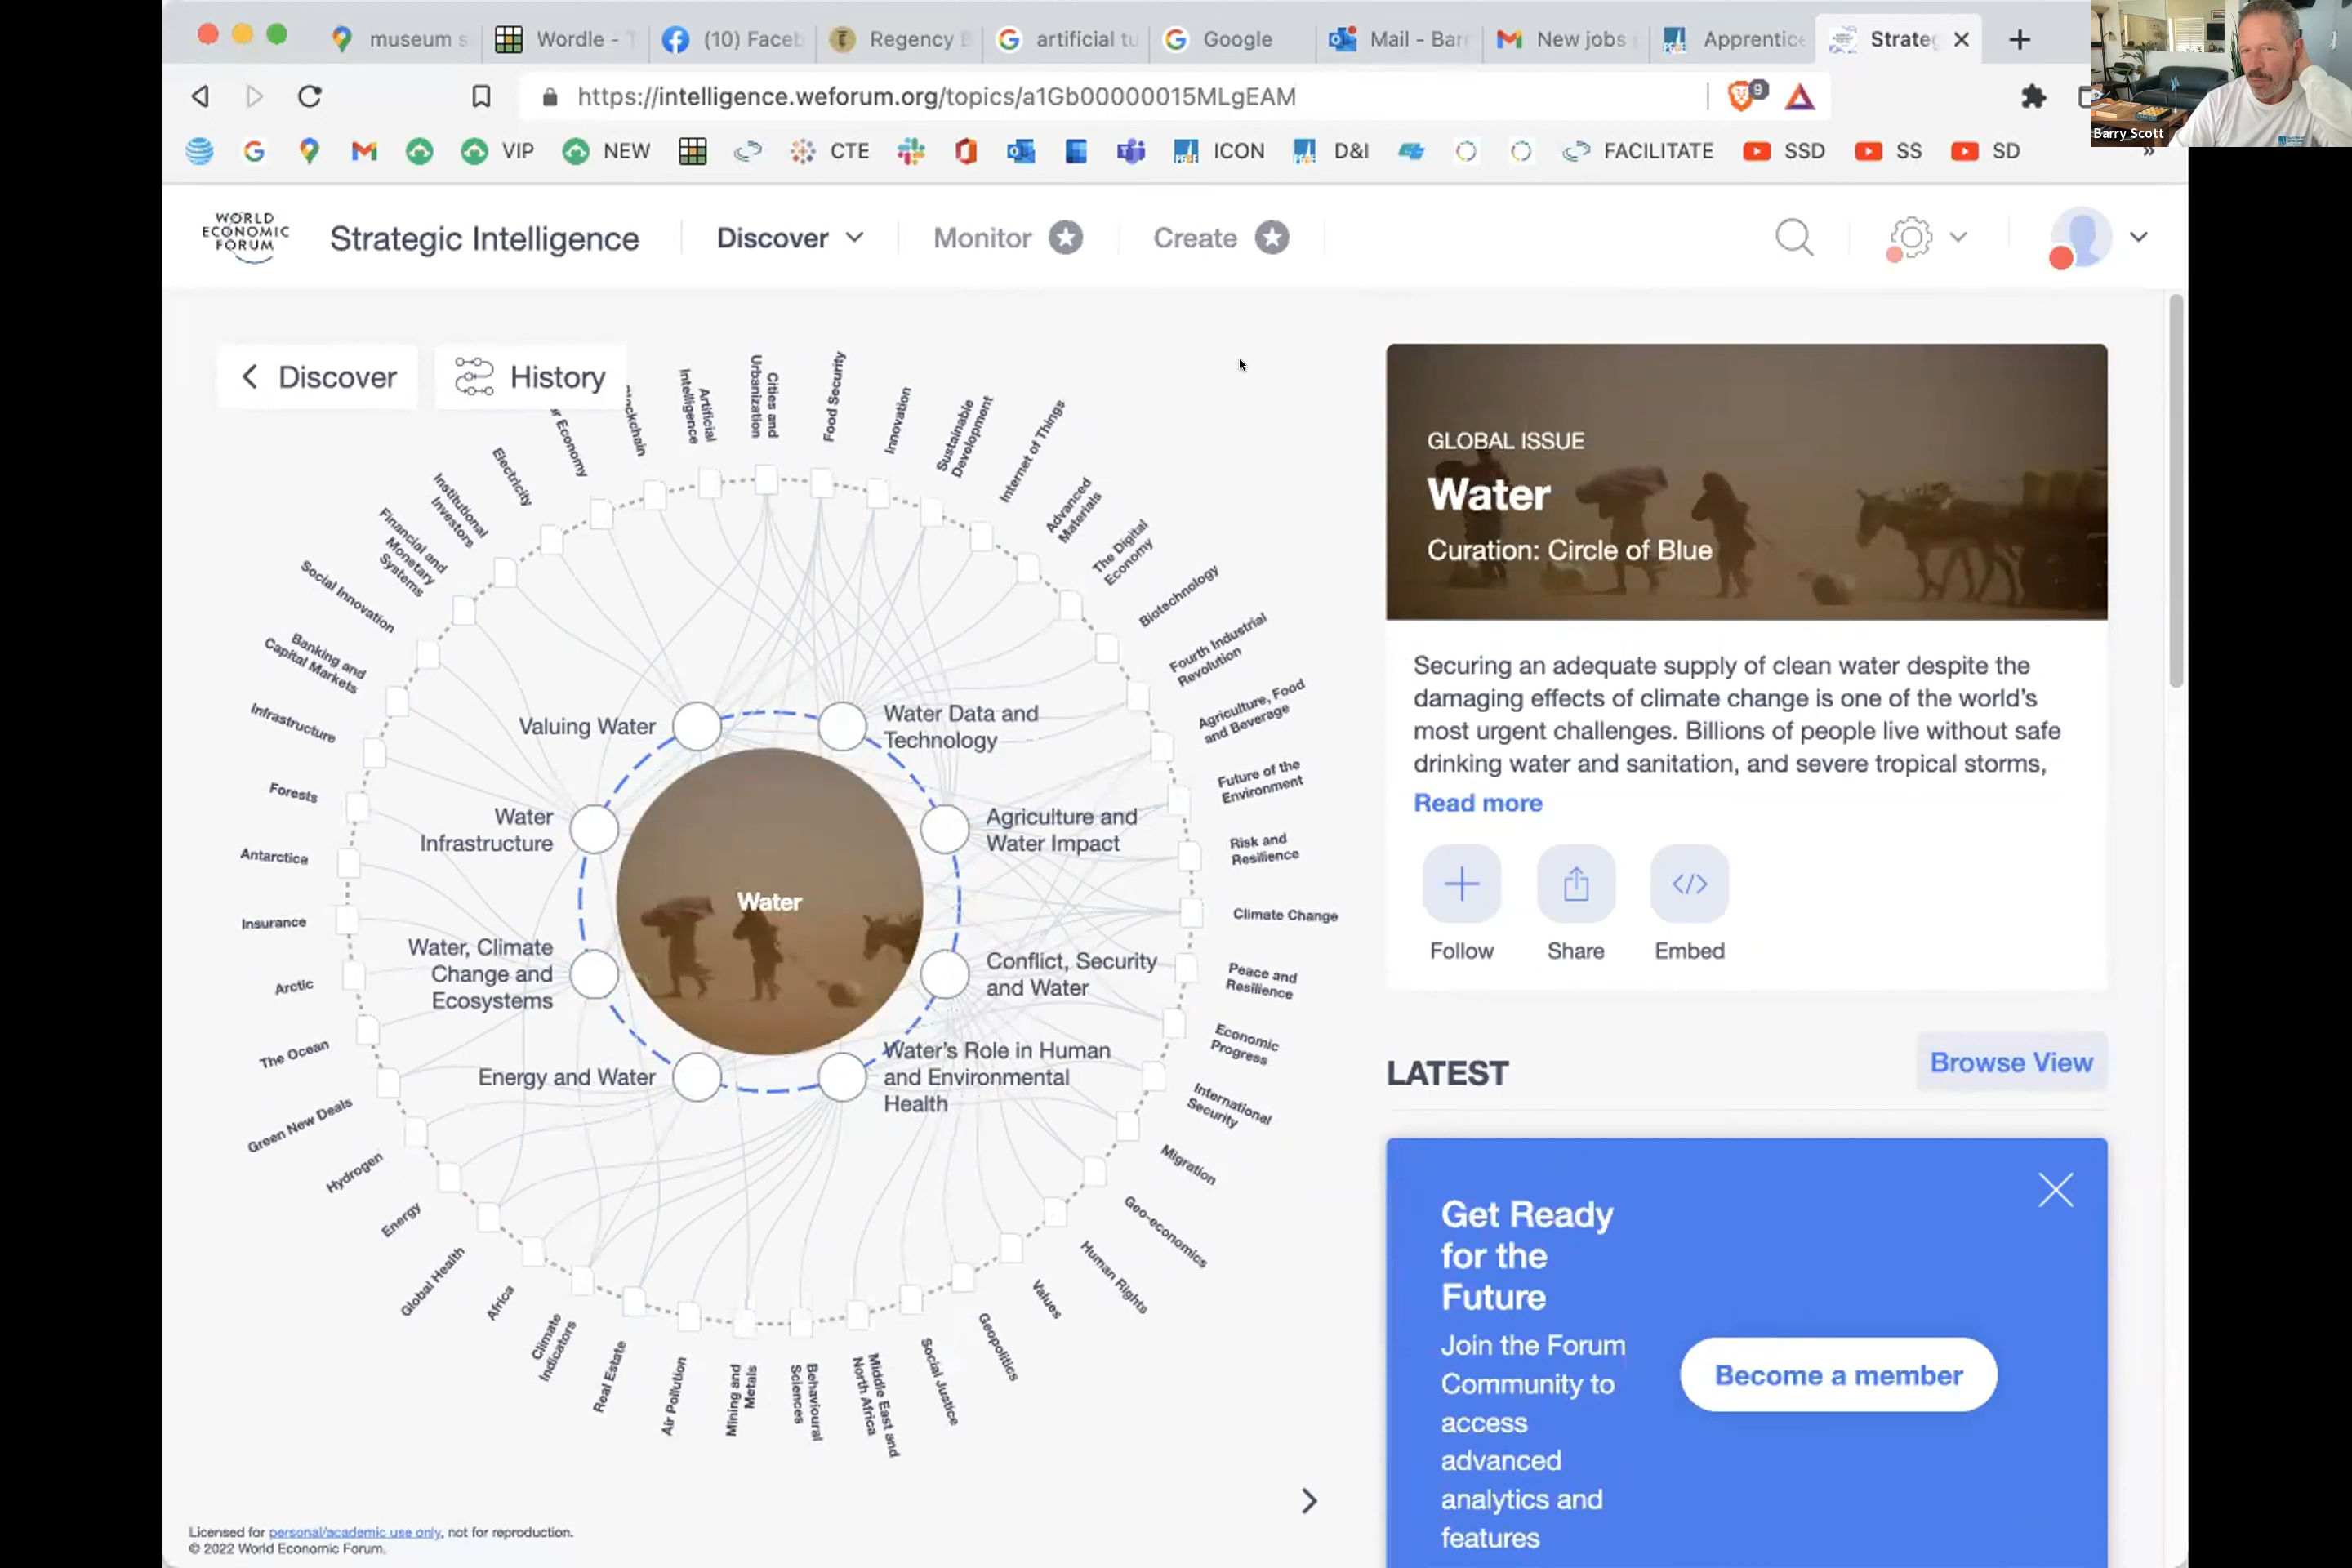 museum s
Wordle - T
(10) Faceb
Regency B
artificial tu
Google
Mail - Barr
New jobs
Apprentice
Strateg
https://intelligence.weforum.org/topics/a1Gb00000015MLgEAM
9
VIP
NEW
CTE
ICON
D&I
FACILITATE
SSD
SS
SD
»
Barry Scott
WORLD
ECONOMIC
FORUM
Strategic Intelligence
Discover
Monitor
Create
Discover
History
Social Innovation
Financial and
Monetary
Systems
Institutional
Investors
Electricity
r Economy
ockchain
Artificial
Intelligence
Cities and
Urbanization
Food Security
Innovation
Sustainable
Development
Internet of Things
Advanced
Materials
The Digital
Economy
Biotechnology
Fourth Industrial
Revolution
Agriculture, Food
and Beverage
Future of the
Environment
Risk and
Resilience
Climate Change
Peace and
Resilience
Economic
Progress
International
Security
Migration
Geo-economics
Human Rights
Values
Geopolitics
Social Justice
Middle East and
North Africa
Behavioural
Sciences
Mining and
Metals
Air Pollution
Real Estate
Climate
Indicators
Africa
Global Health
Energy
Hydrogen
Green New Deals
The Ocean
Arctic
Insurance
Antarctica
Forests
Infrastructure
Banking and
Capital Markets
Valuing Water
Water Data and
Technology
Water
Infrastructure
Agriculture and
Water Impact
Water
Water, Climate
Change and
Ecosystems
Conflict, Security
and Water
Energy and Water
Water's Role in Human
and Environmental
Health
GLOBAL ISSUE
Water
Curation: Circle of Blue
Securing an adequate supply of clean water despite the
damaging effects of climate change is one of the world's
most urgent challenges. Billions of people live without safe
drinking water and sanitation, and severe tropical storms,
Read more
Follow
Share
Embed
LATEST
Browse View
Get Ready
for the
Future
Join the Forum
Community to
access
advanced
analytics and
features
Become a member
Licensed for personal/academic use only, not for reproduction.
© 2022 World Economic Forum.